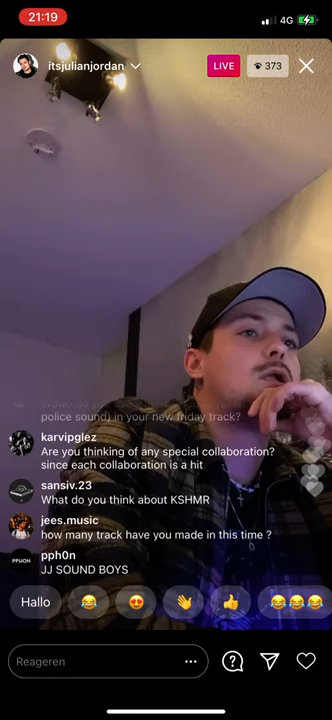 21:19
4G
itsjulianjordan
LIVE
373
police sound) in your new friday track?
karvipglez
Are you thinking of any special collaboration?
since each collaboration is a hit
sansiv.23
What do you think about KSHMR
jees.music
how many track have you made in this time ?
PPHON
pph0n
JJ SOUND BOYS
Hallo
Reageren